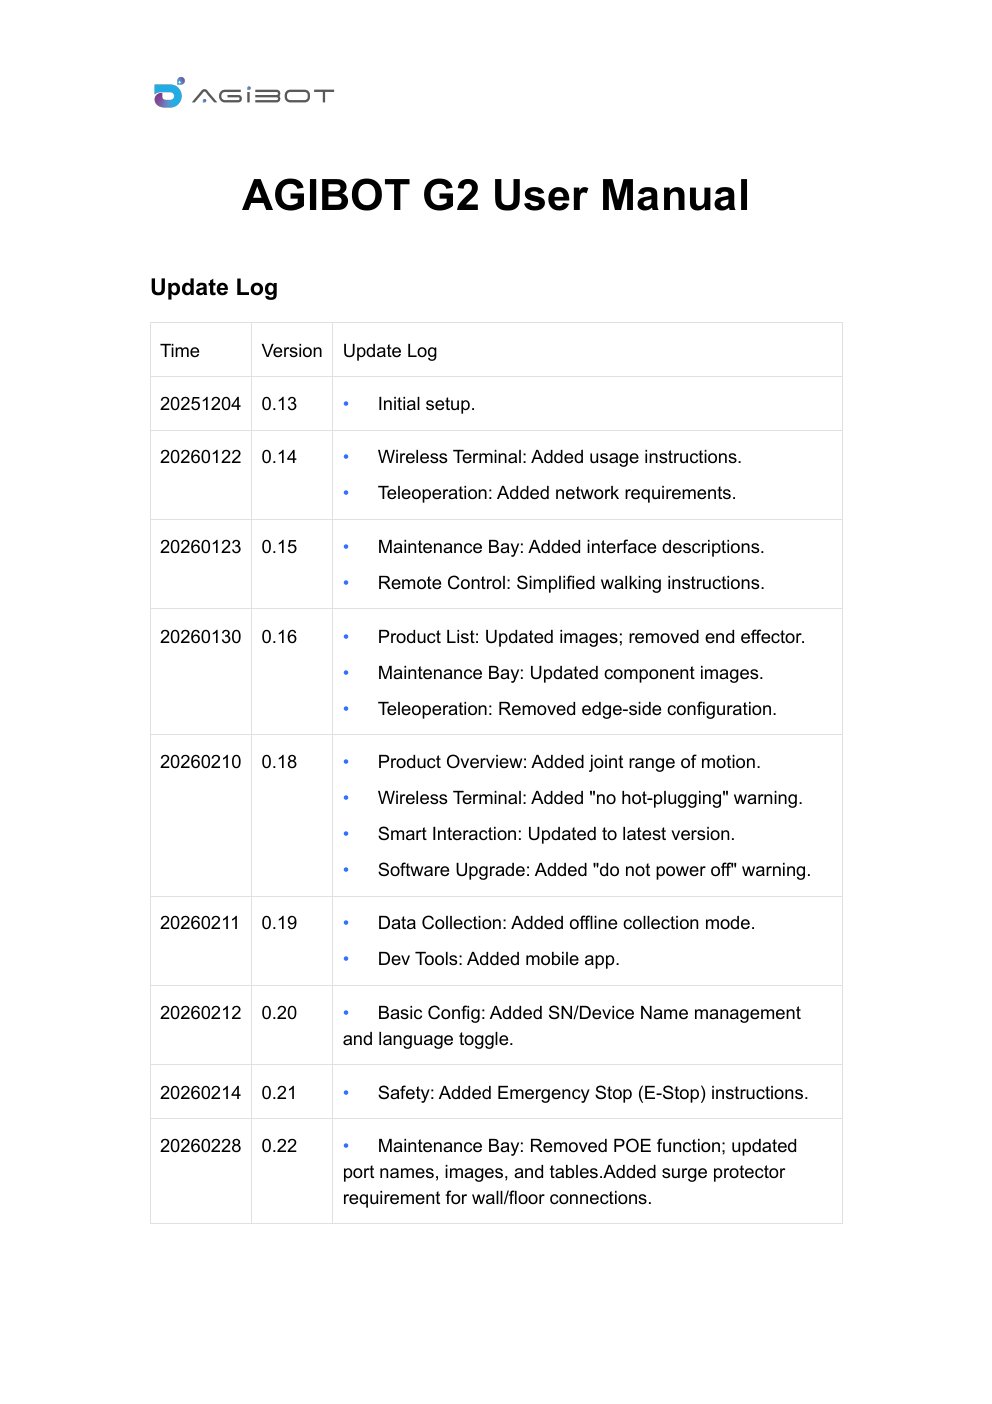 AGIBOT
AGIBOT G2 User Manual
Update Log
Time Version Update Log
20251204 0.13 • Initial setup.
20260122 0.14 • Wireless Terminal: Added usage instructions.
• Teleoperation: Added network requirements.
20260123 0.15 • Maintenance Bay: Added interface descriptions.
• Remote Control: Simplified walking instructions.
20260130 0.16 • Product List: Updated images; removed end effector.
• Maintenance Bay: Updated component images.
• Teleoperation: Removed edge-side configuration.
20260210 0.18 • Product Overview: Added joint range of motion.
• Wireless Terminal: Added "no hot-plugging" warning.
• Smart Interaction: Updated to latest version.
• Software Upgrade: Added "do not power off" warning.
20260211 0.19 • Data Collection: Added offline collection mode.
• Dev Tools: Added mobile app.
20260212 0.20 • Basic Config: Added SN/Device Name management
and language toggle.
20260214 0.21 • Safety: Added Emergency Stop (E-Stop) instructions.
20260228 0.22 • Maintenance Bay: Removed POE function; updated
port names, images, and tables.Added surge protector
requirement for wall/floor connections.